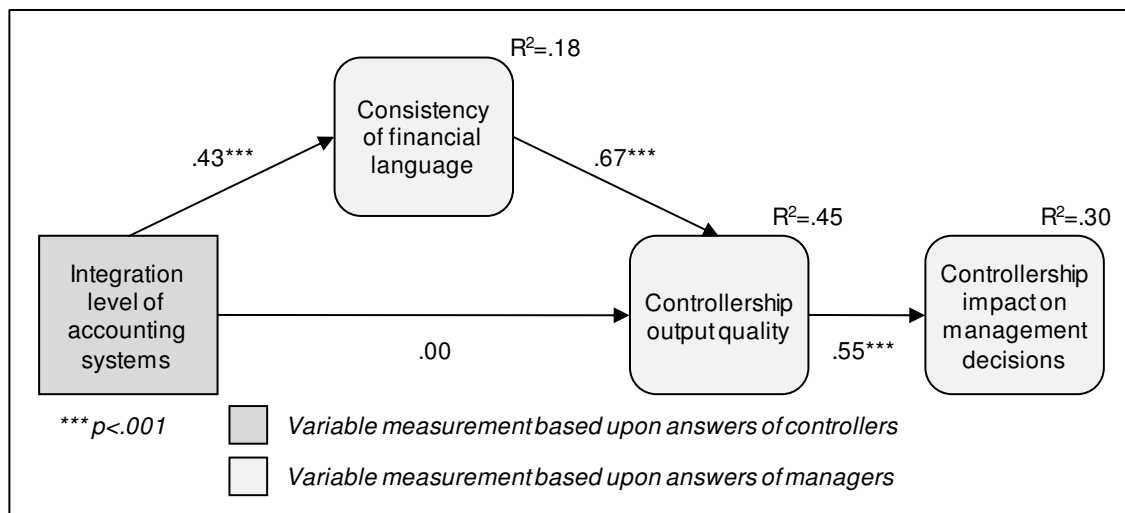 R²=.18
Consistency
of financial
language
.43***
.67***
R²=.45
R²=.30
Integration
level of
accounting
systems
Controllership
output quality
Controllership
impact on
management
decisions
.00
.55***
*** p<.001
Variable measurement based upon answers of controllers
Variable measurement based upon answers of managers